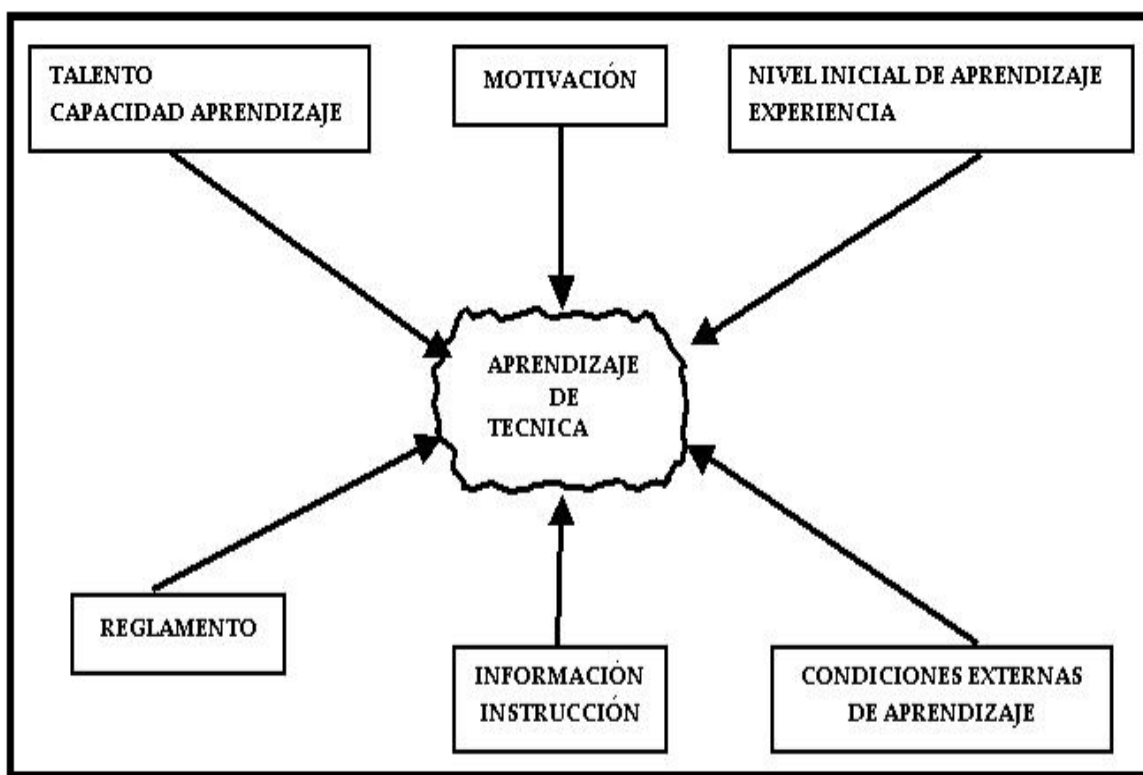 TALENTO
CAPACIDAD APRENDIZAJE
MOTIVACIÓN
NIVEL INICIAL DE APRENDIZAJE
EXPERIENCIA
APRENDIZAJE
DE
TECNICA
REGLAMENTO
INFORMACIÓN
INSTRUCCIÓN
CONDICIONES EXTERNAS
DE APRENDIZAJE